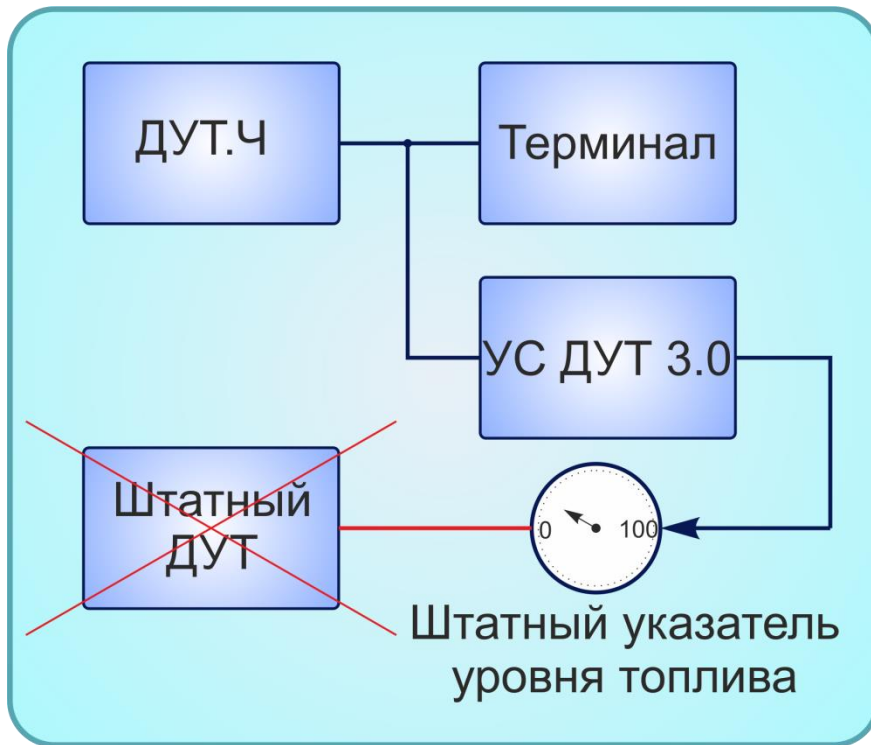 ДУТ.Ч
Терминал
УС ДУТ 3.0
Штатный
ДУТ
0
100
Штатный указатель
уровня топлива